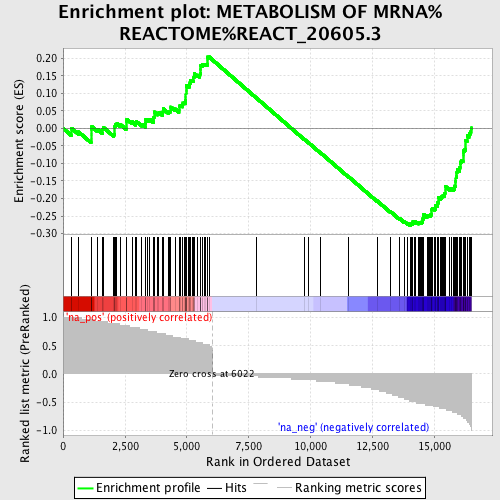 Enrichment plot: METABOLISM OF MRNA%
REACTOME%REACT_20605.3
Enrichment score (ES)
0.20
0.15
0.10
0.05
0.00
-0.05
-0.10
-0.15
-0.20
-0.25
-0.30
Ranked list metric (PreRanked)
1.0
0.5
0.0
-0.5
-1.0
'na_pos' (positively correlated)
Zero cross at 6022
'na_neg' (negatively correlated)
0
2,500
5,000
7,500
10,000
12,500
15,000
Rank in Ordered Dataset
Enrichment profile
Hits
Ranking metric scores